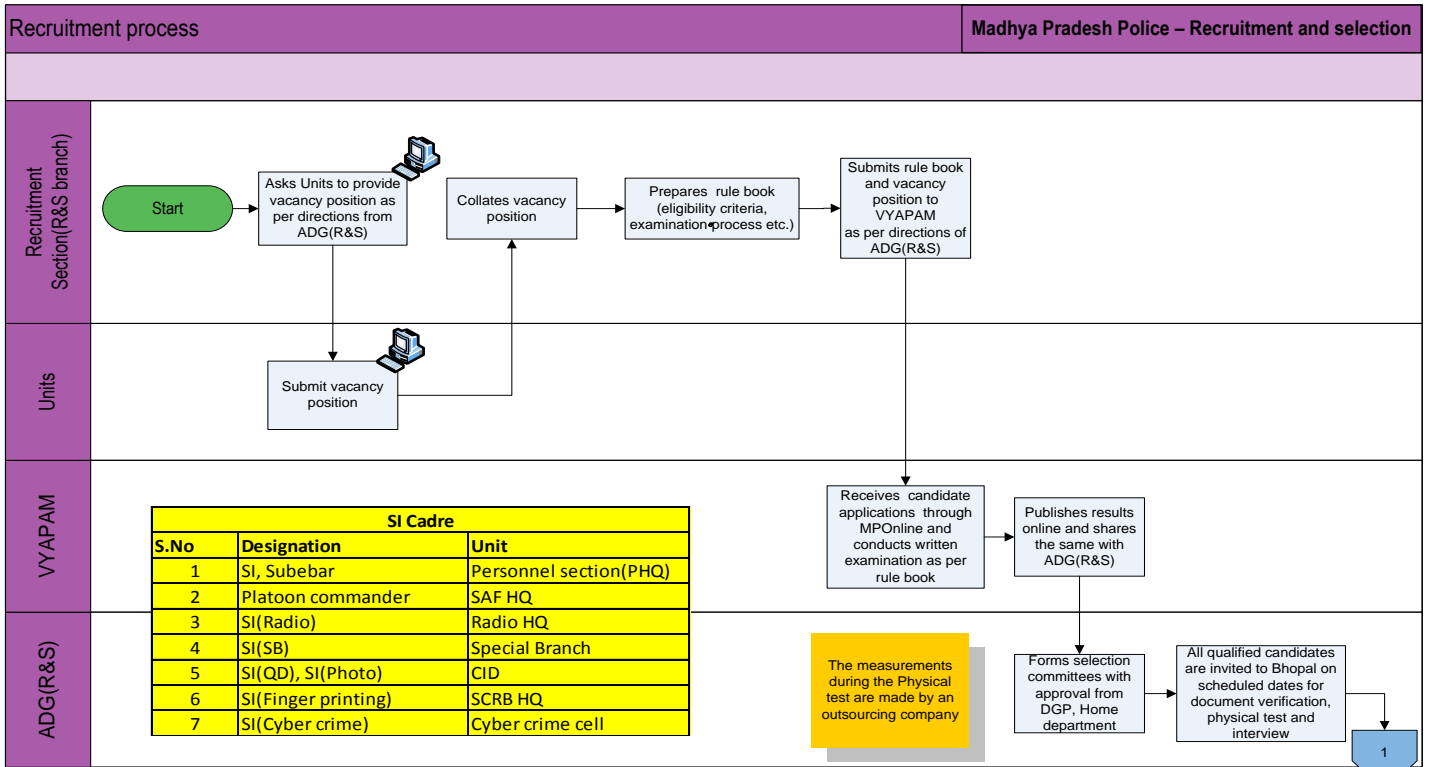 Recruitment process
Madhya Pradesh Police – Recruitment and selection
Recruitment
Section(R&S branch)
Start
Asks Units to provide
vacancy position as
per directions from
ADG(R&S)
Collates vacancy
position
Prepares rule book
(eligibility criteria,
examination process etc.)
Submits rule book
and vacancy
position to
VYAPAM
as per directions of
ADG(R&S)
Units
Submit vacancy
position
VYAPAM
Receives candidate
applications through
MPOnline and
conducts written
examination as per
rule book
Publishes results
online and shares
the same with
ADG(R&S)
SI Cadre
S.No Designation Unit
1 SI, Subebar Personnel section(PHQ)
2 Platoon commander SAF HQ
3 SI(Radio) Radio HQ
4 SI(SB) Special Branch
5 SI(QD), SI(Photo) CID
6 SI(Finger printing) SCRB HQ
7 SI(Cyber crime) Cyber crime cell
ADG(R&S)
The measurements
during the Physical
test are made by an
outsourcing company
Forms selection
committees with
approval from
DGP, Home
department
All qualified candidates
are invited to Bhopal on
scheduled dates for
document verification,
physical test and
interview
1